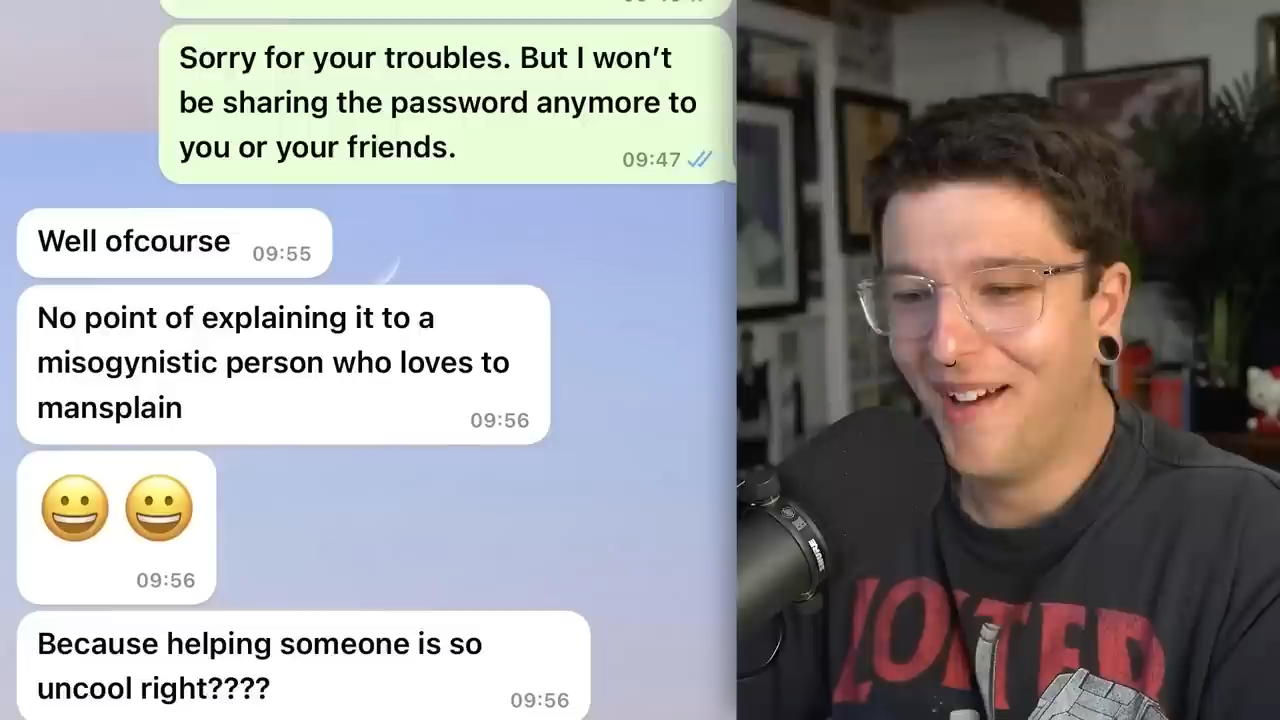 Sorry for your troubles. But I won’t
be sharing the password anymore to
you or your friends.
09:47
Well ofcourse
09:55
No point of explaining it to a
misogynistic person who loves to
mansplain
09:56
😀 😀
09:56
Because helping someone is so
uncool right????
09:56
SHURE
LOITER